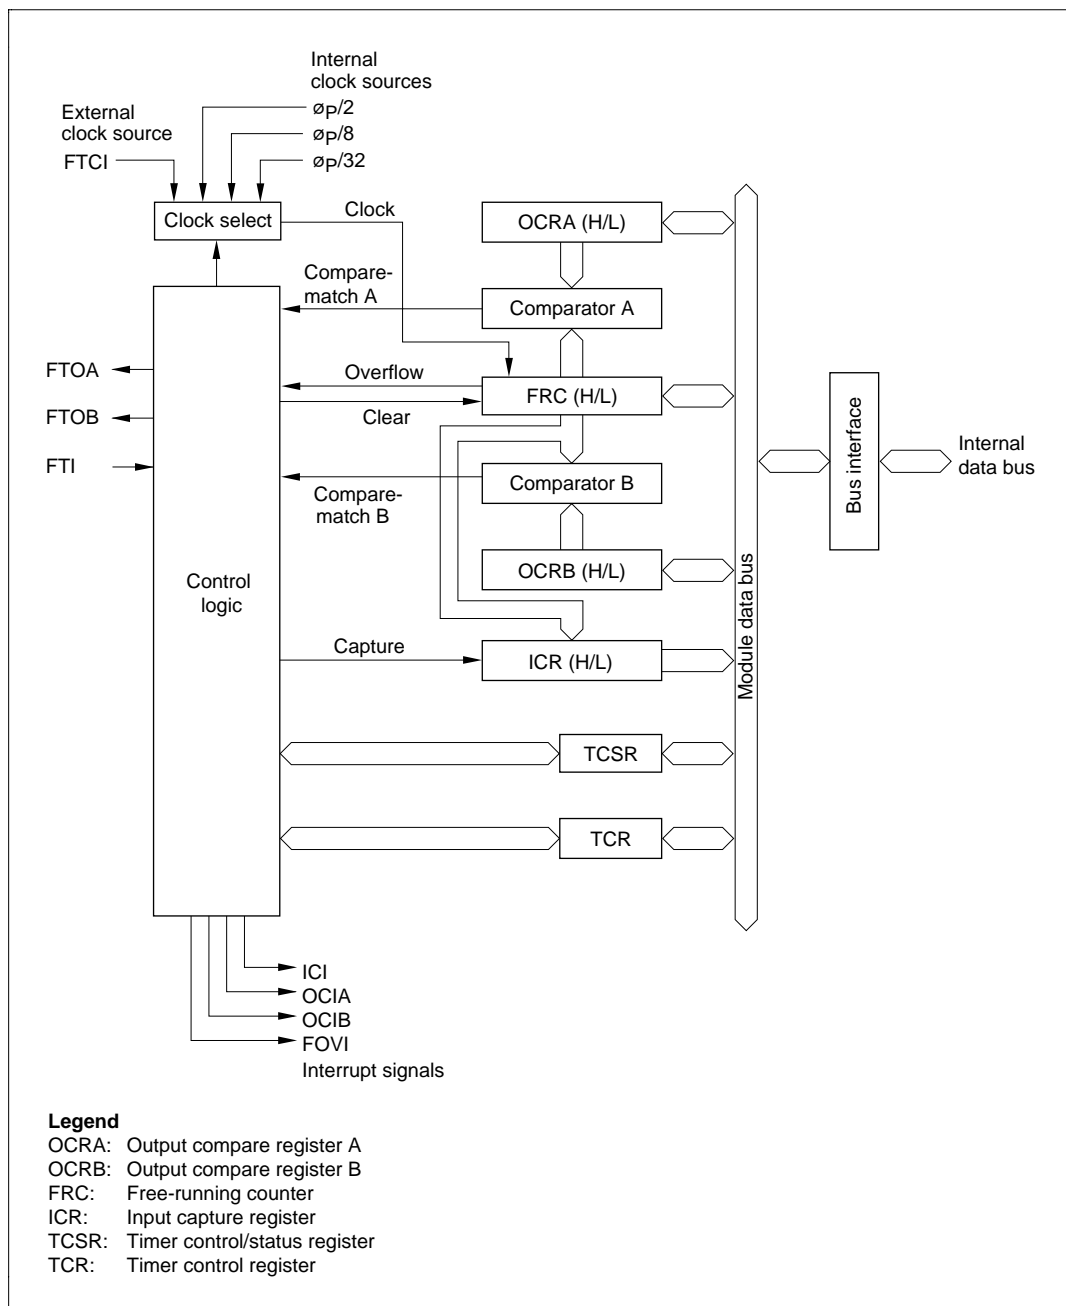 Internal
clock sources
External
clock source
øP/2
øP/8
øP/32
FTCI
Clock select
Clock
OCRA (H/L)
Compare-
match A
Comparator A
FTOA
Overflow
FRC (H/L)
Clear
FTOB
FTI
Comparator B
Compare-
match B
Bus interface
Internal
data bus
OCRB (H/L)
Control
logic
Module data bus
Capture
ICR (H/L)
TCSR
TCR
ICI
OCIA
OCIB
FOVI
Interrupt signals
Legend
OCRA: Output compare register A
OCRB: Output compare register B
FRC: Free-running counter
ICR: Input capture register
TCSR: Timer control/status register
TCR: Timer control register